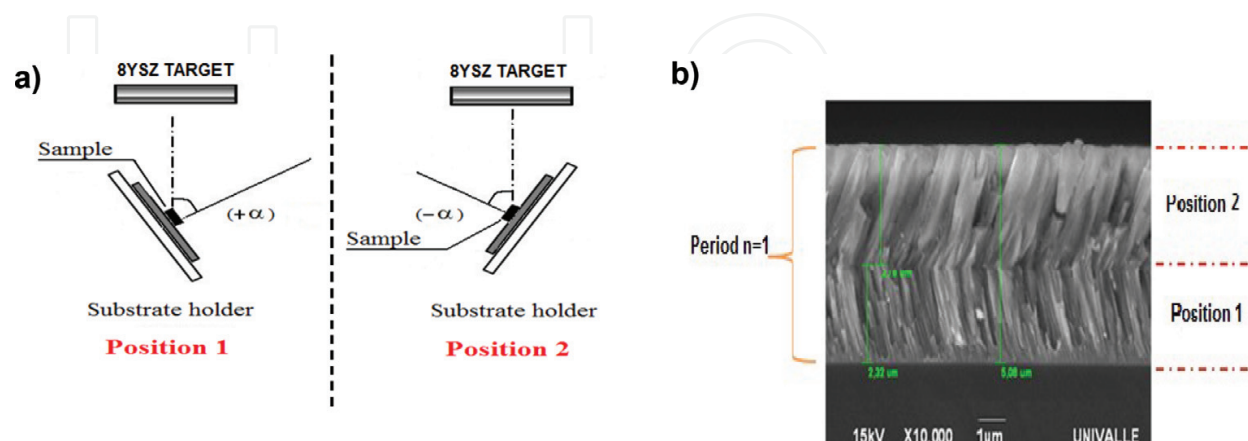 a)
8YSZ TARGET
Sample
(+α)
Substrate holder
Position 1
8YSZ TARGET
(-α)
Sample
Substrate holder
Position 2
b)
Period n=1
Position 2
Position 1
2,32 um
5,08 um
15kV X10,000 1μm UNIVALLE